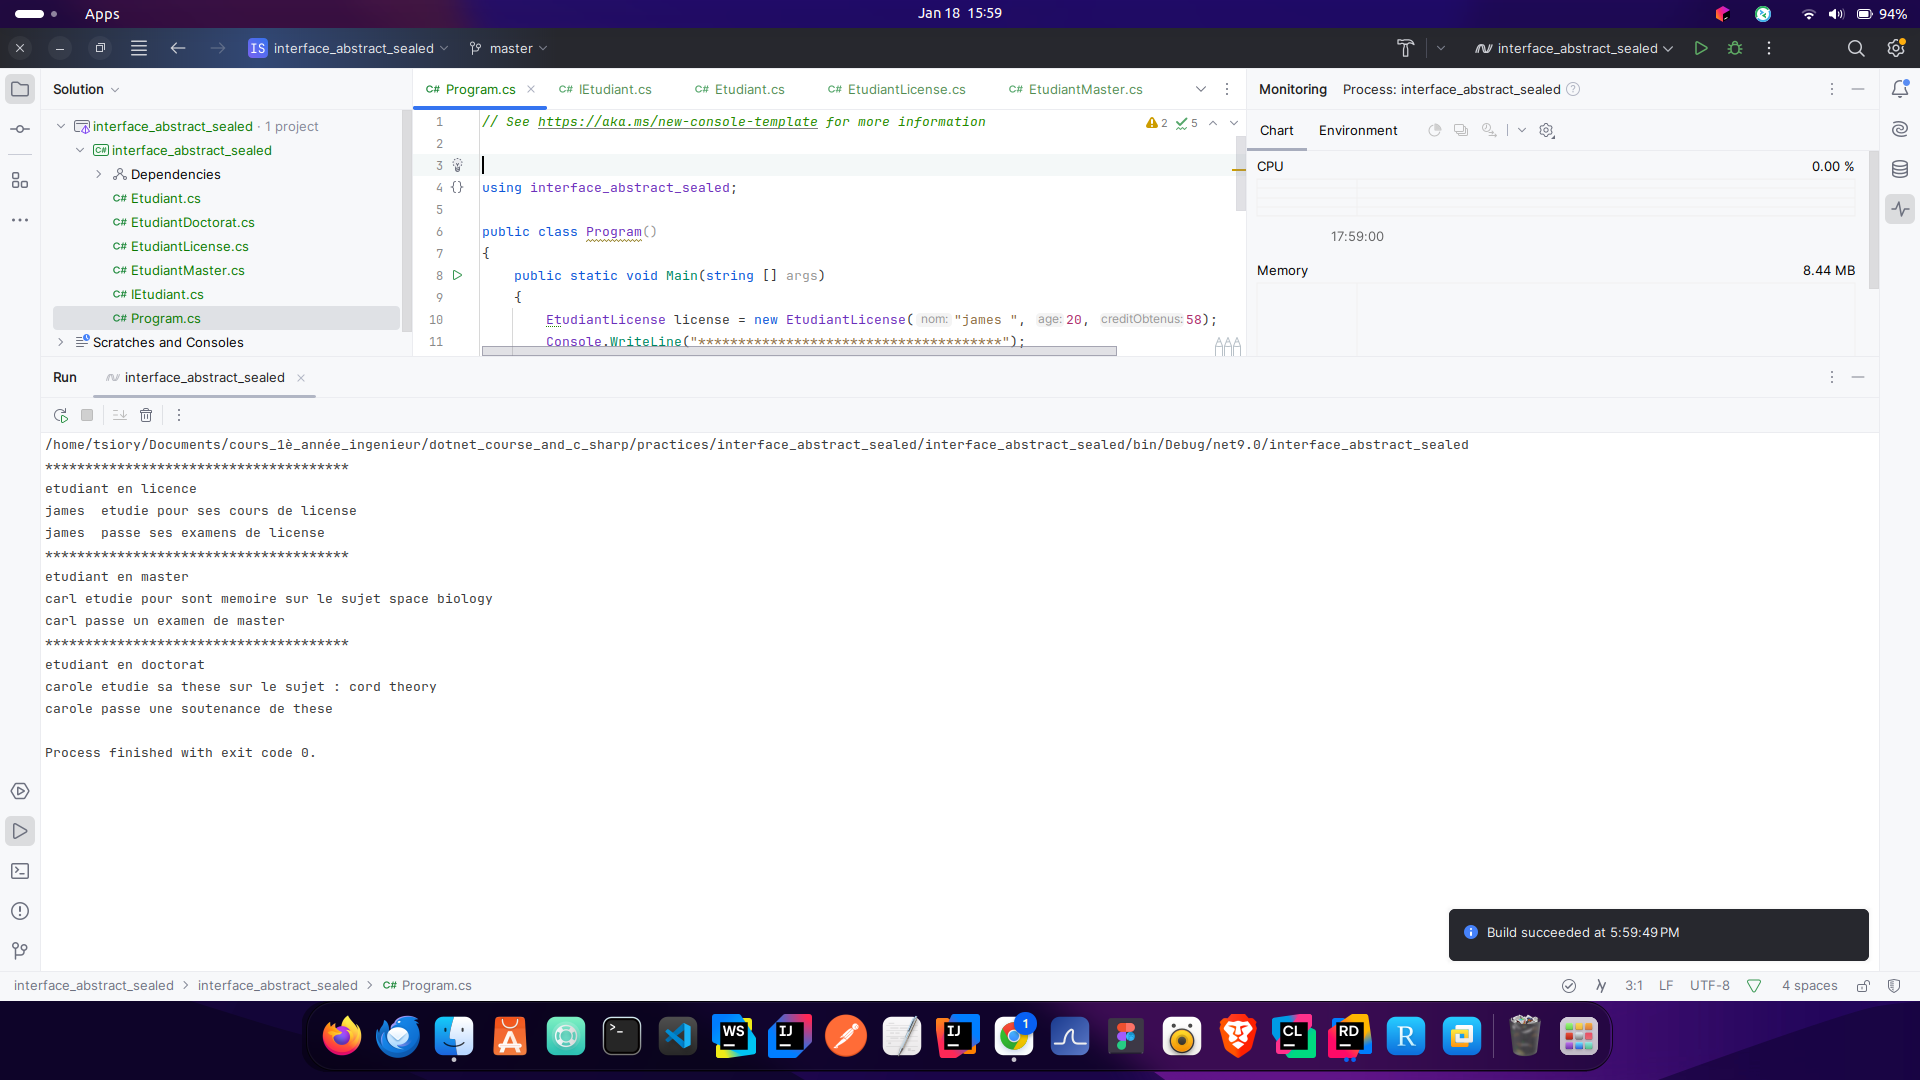 Apps
Jan 18 15:59
94%
IS interface_abstract_sealed
master
interface_abstract_sealed
Solution
C# Program.cs
C# IEtudiant.cs
C# Etudiant.cs
C# EtudiantLicense.cs
C# EtudiantMaster.cs
Monitoring
Process: interface_abstract_sealed
interface_abstract_sealed · 1 project
C# interface_abstract_sealed
Dependencies
C# Etudiant.cs
C# EtudiantDoctorat.cs
C# EtudiantLicense.cs
C# EtudiantMaster.cs
C# IEtudiant.cs
C# Program.cs
Scratches and Consoles
1 // See https://aka.ms/new-console-template for more information
2 5
2
3
4 {} using interface_abstract_sealed;
5
6 public class Program()
7 {
8 public static void Main(string [] args)
9 {
10 EtudiantLicense license = new EtudiantLicense( nom: "james ", age: 20, creditObtenus: 58);
11 Console.WriteLine("**************************************");
Chart
Environment
CPU
0.00 %
17:59:00
Memory
8.44 MB
Run
interface_abstract_sealed
/home/tsiory/Documents/cours_1è_année_ingenieur/dotnet_course_and_c_sharp/practices/interface_abstract_sealed/interface_abstract_sealed/bin/Debug/net9.0/interface_abstract_sealed
**************************************
etudiant en licence
james  etudie pour ses cours de license
james  passe ses examens de license
**************************************
etudiant en master
carl etudie pour sont memoire sur le sujet space biology
carl passe un examen de master
**************************************
etudiant en doctorat
carole etudie sa these sur le sujet : cord theory
carole passe une soutenance de these
Process finished with exit code 0.
Build succeeded at 5:59:49 PM
interface_abstract_sealed > interface_abstract_sealed > C# Program.cs
3:1
LF
UTF-8
4 spaces
WS
IJ
IJ
1
CL
RD
R